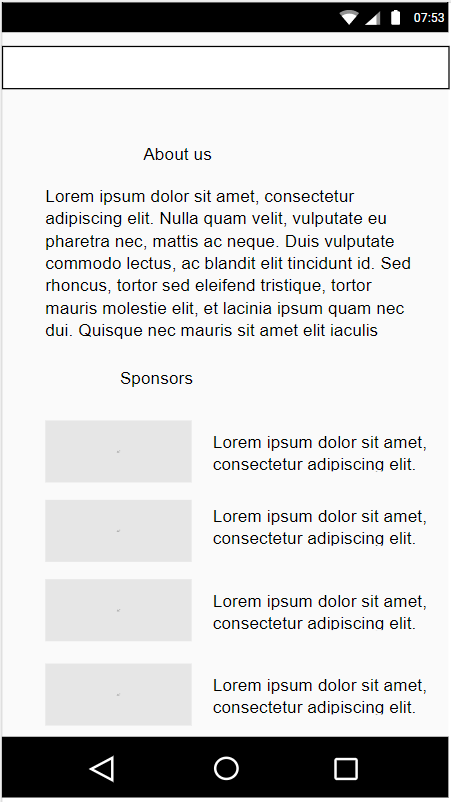 07:53
About us
Lorem ipsum dolor sit amet, consectetur
adipiscing elit. Nulla quam velit, vulputate eu
pharetra nec, mattis ac neque. Duis vulputate
commodo lectus, ac blandit elit tincidunt id. Sed
rhoncus, tortor sed eleifend tristique, tortor
mauris molestie elit, et lacinia ipsum quam nec
dui. Quisque nec mauris sit amet elit iaculis
Sponsors
Lorem ipsum dolor sit amet,
consectetur adipiscing elit.
Lorem ipsum dolor sit amet,
consectetur adipiscing elit.
Lorem ipsum dolor sit amet,
consectetur adipiscing elit.
Lorem ipsum dolor sit amet,
consectetur adipiscing elit.